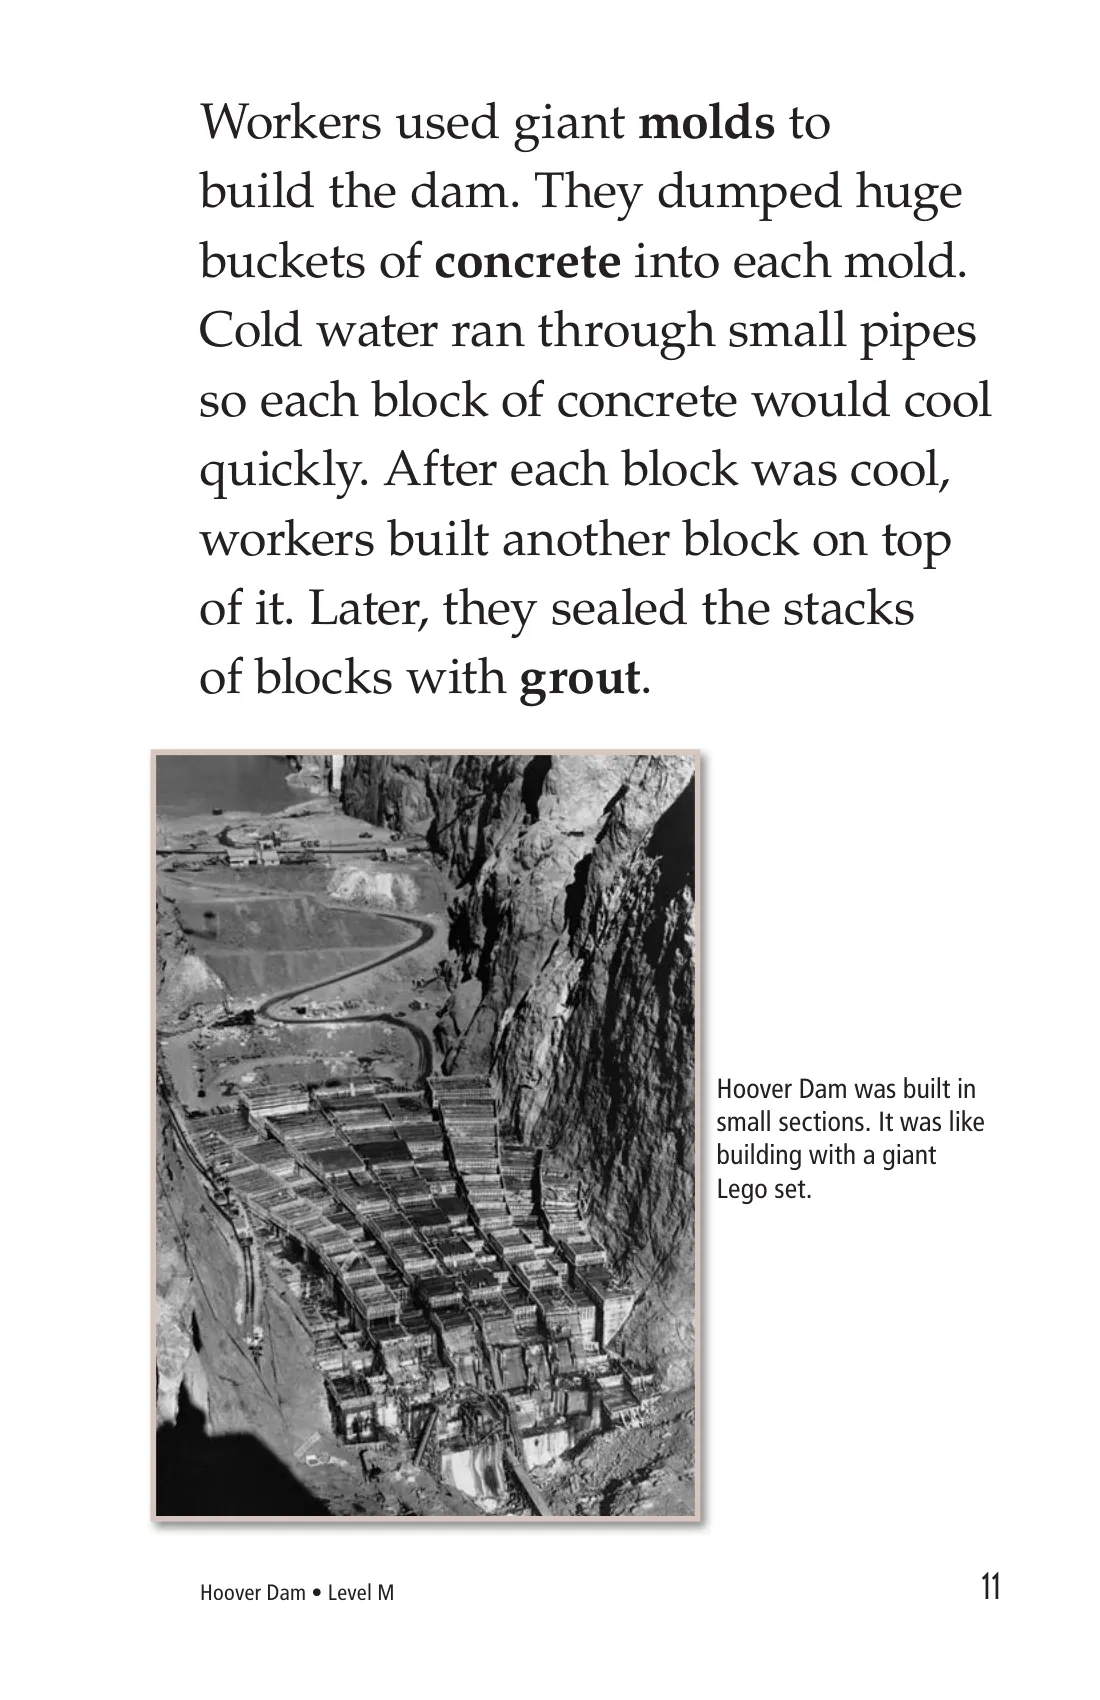 Workers used giant molds to
build the dam. They dumped huge
buckets of concrete into each mold.
Cold water ran through small pipes
so each block of concrete would cool
quickly. After each block was cool,
workers built another block on top
of it. Later, they sealed the stacks
of blocks with grout.
Hoover Dam was built in
small sections. It was like
building with a giant
Lego set.
Hoover Dam • Level M
11